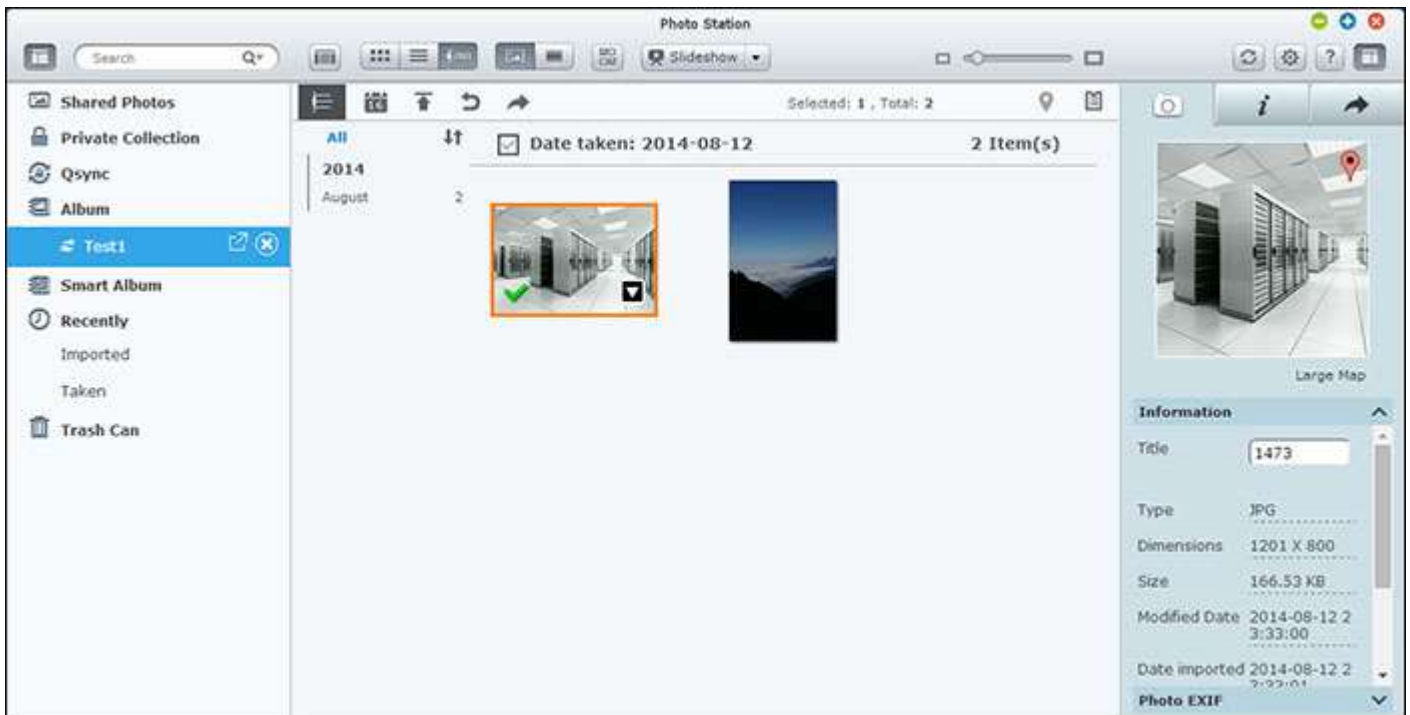 Photo Station
Search
Slideshow
Shared Photos
Private Collection
Qsync
Album
Test1
Smart Album
Recently
Imported
Taken
Trash Can
Selected: 1 , Total: 2
All
2014
August 2
Date taken: 2014-08-12 2 Item(s)
i
Large Map
Information
Title 1473
Type JPG
Dimensions 1201 X 800
Size 166.53 KB
Modified Date 2014-08-12 2
3:33:00
Date imported 2014-08-12 2
Photo EXIF